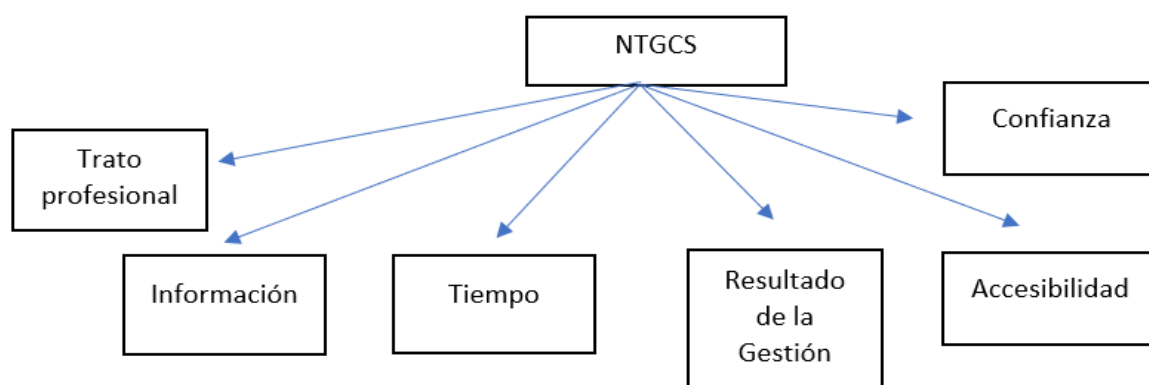 NTGCS
Confianza
Trato
profesional
Información
Tiempo
Resultado
de la
Gestión
Accesibilidad